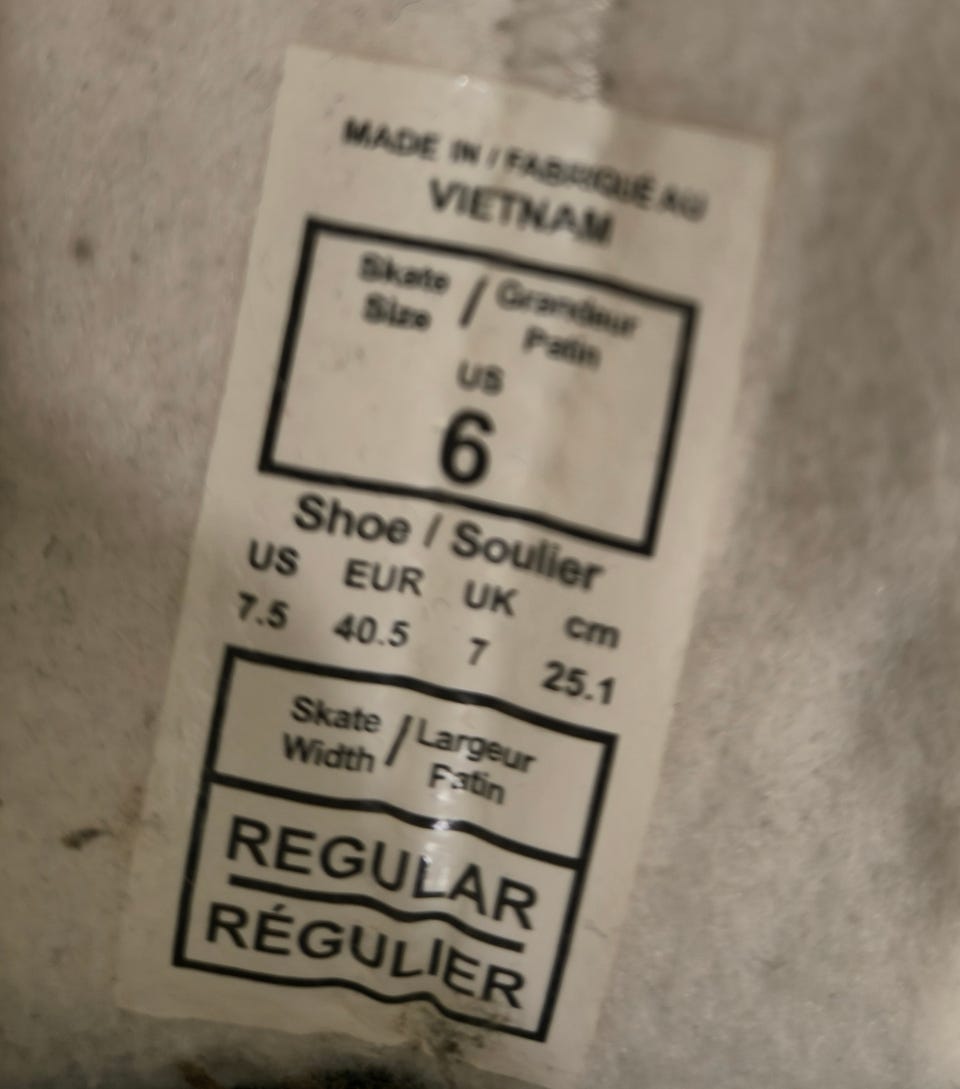 MADE IN / FABRIQUÉ AU
VIETNAM
Skate / Grandeur
Size Patin
US
6
Shoe / Soulier
US EUR UK cm
7.5 40.5 7 25.1
Skate / Largeur
Width Patin
REGULAR
RÉGULIER